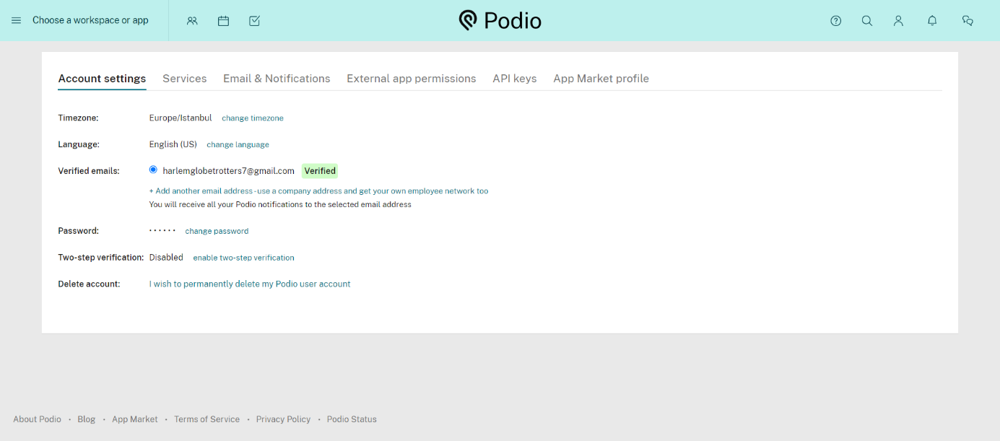 Choose a workspace or app
Podio
Account settings Services Email & Notifications External app permissions API keys App Market profile
Timezone: Europe/Istanbul change timezone
Language: English (US) change language
Verified emails: harlemglobetrotters7@gmail.com Verified
+ Add another email address - use a company address and get your own employee network too
You will receive all your Podio notifications to the selected email address
Password: • • • • • • change password
Two-step verification: Disabled enable two-step verification
Delete account: I wish to permanently delete my Podio user account
About Podio • Blog • App Market • Terms of Service • Privacy Policy • Podio Status